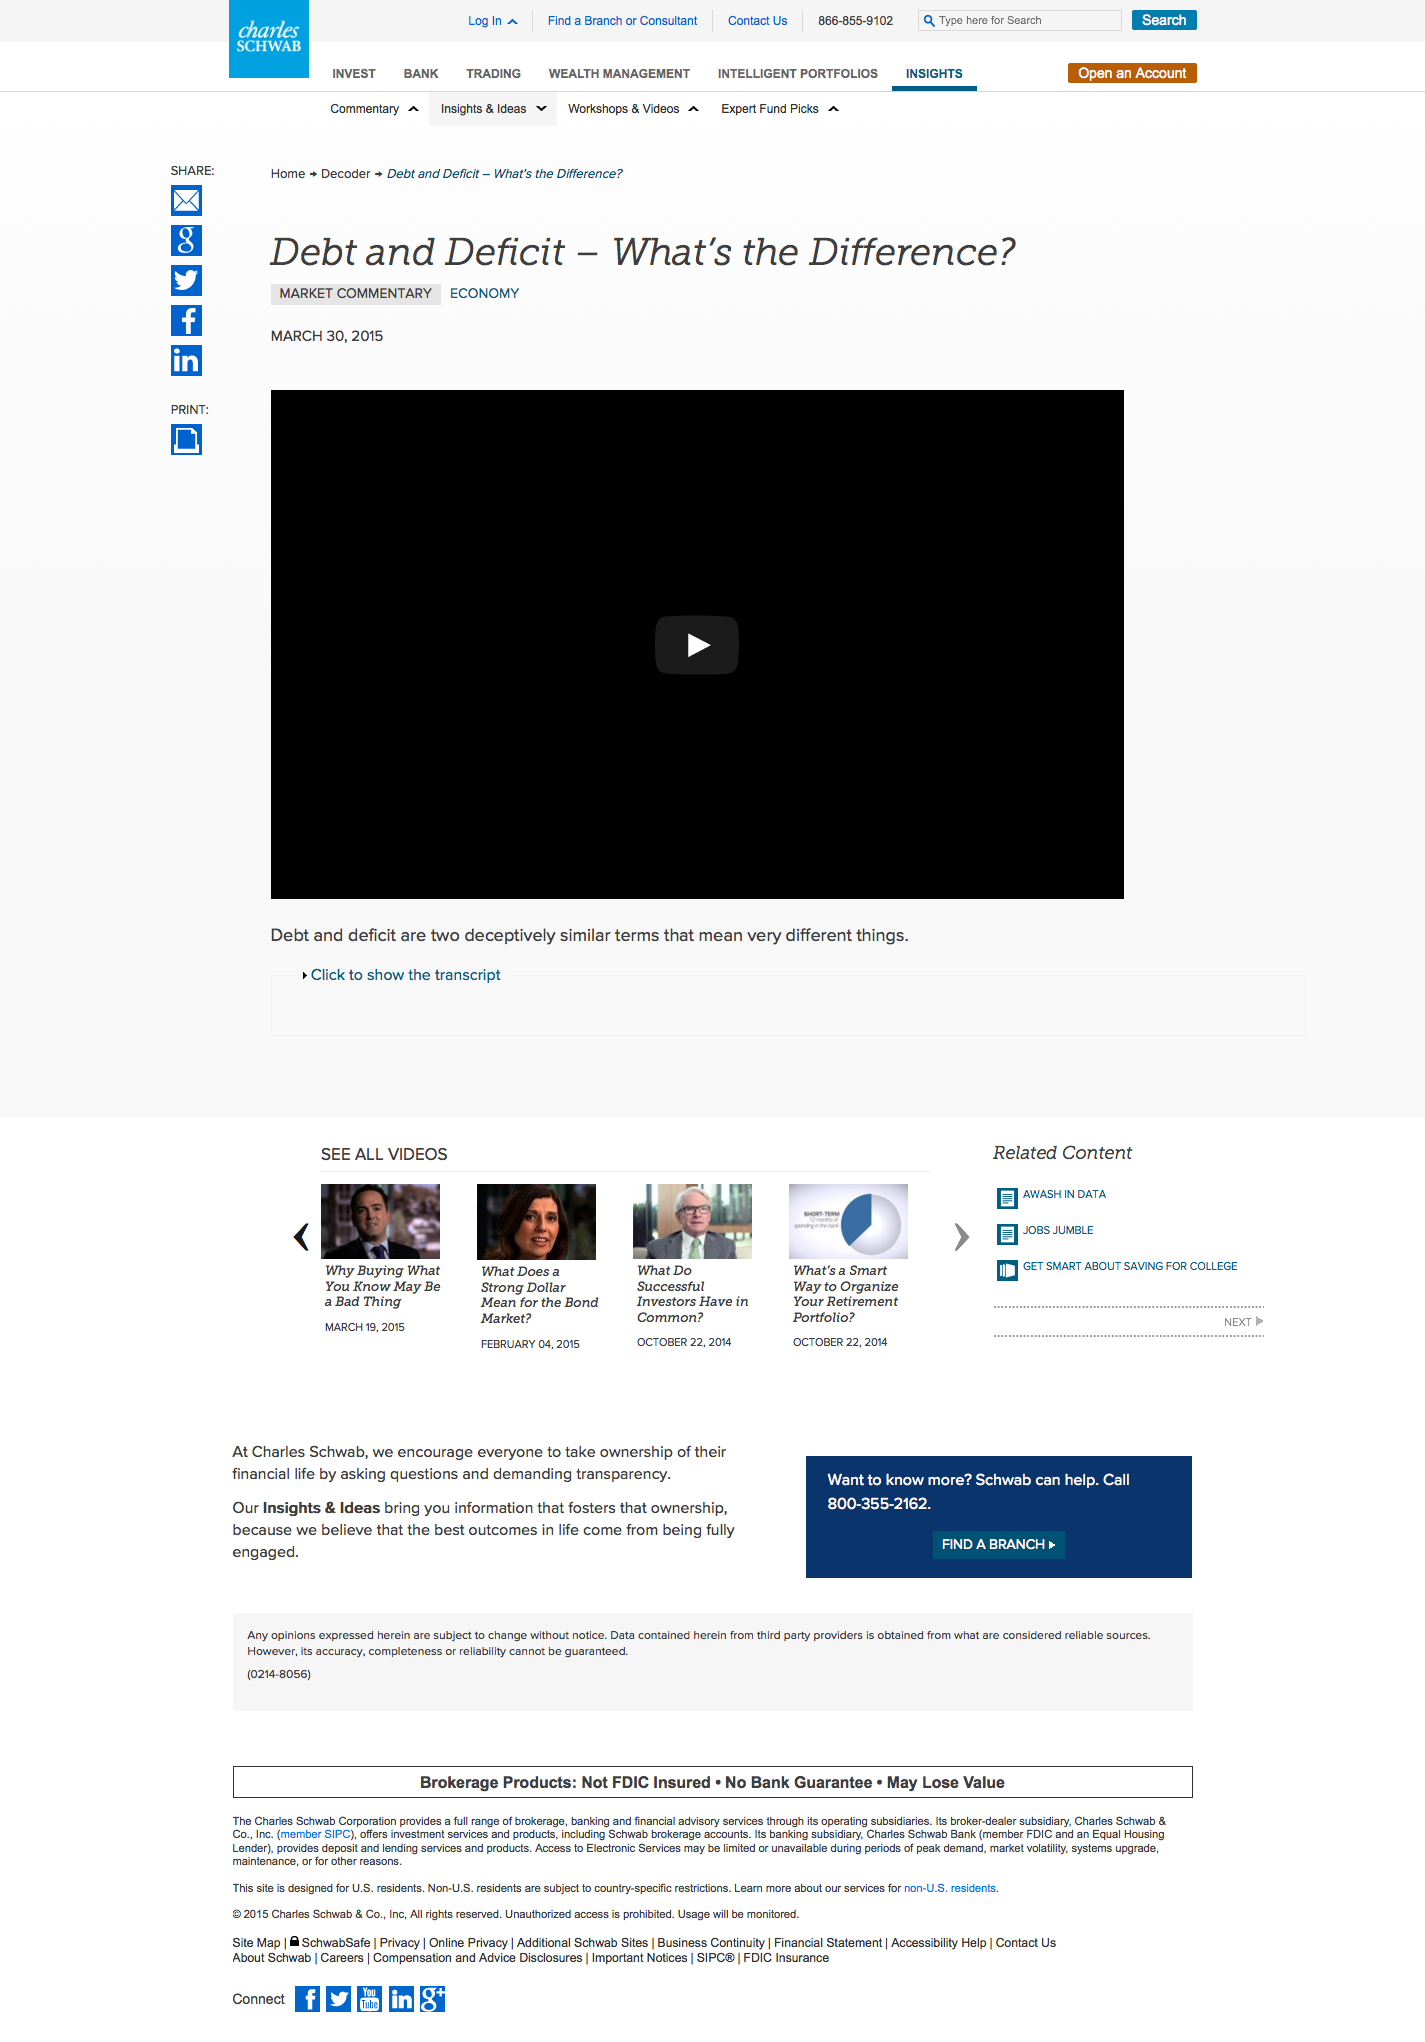 charles
SCHWAB
Log In
Find a Branch or Consultant
Contact Us
866-855-9102
Type here for Search
Search
INVEST
BANK
TRADING
WEALTH MANAGEMENT
INTELLIGENT PORTFOLIOS
INSIGHTS
Open an Account
Commentary
Insights & Ideas
Workshops & Videos
Expert Fund Picks
SHARE:
PRINT:
Home → Decoder → Debt and Deficit – What's the Difference?
Debt and Deficit – What's the Difference?
MARKET COMMENTARY
ECONOMY
MARCH 30, 2015
Debt and deficit are two deceptively similar terms that mean very different things.
Click to show the transcript
SEE ALL VIDEOS
Why Buying What
You Know May Be
a Bad Thing
MARCH 19, 2015
What Does a
Strong Dollar
Mean for the Bond
Market?
FEBRUARY 04, 2015
What Do
Successful
Investors Have in
Common?
OCTOBER 22, 2014
SHORT-TERM
12 months of
spending in the bank
What's a Smart
Way to Organize
Your Retirement
Portfolio?
OCTOBER 22, 2014
Related Content
AWASH IN DATA
JOBS JUMBLE
GET SMART ABOUT SAVING FOR COLLEGE
NEXT
At Charles Schwab, we encourage everyone to take ownership of their
financial life by asking questions and demanding transparency.
Our Insights & Ideas bring you information that fosters that ownership,
because we believe that the best outcomes in life come from being fully
engaged.
Want to know more? Schwab can help. Call
800-355-2162.
FIND A BRANCH
Any opinions expressed herein are subject to change without notice. Data contained herein from third party providers is obtained from what are considered reliable sources.
However, its accuracy, completeness or reliability cannot be guaranteed.
(0214-8056)
Brokerage Products: Not FDIC Insured • No Bank Guarantee • May Lose Value
The Charles Schwab Corporation provides a full range of brokerage, banking and financial advisory services through its operating subsidiaries. Its broker-dealer subsidiary, Charles Schwab &
Co., Inc. (member SIPC), offers investment services and products, including Schwab brokerage accounts. Its banking subsidiary, Charles Schwab Bank (member FDIC and an Equal Housing
Lender), provides deposit and lending services and products. Access to Electronic Services may be limited or unavailable during periods of peak demand, market volatility, systems upgrade,
maintenance, or for other reasons.
This site is designed for U.S. residents. Non-U.S. residents are subject to country-specific restrictions. Learn more about our services for non-U.S. residents.
© 2015 Charles Schwab & Co., Inc, All rights reserved. Unauthorized access is prohibited. Usage will be monitored.
Site Map | SchwabSafe | Privacy | Online Privacy | Additional Schwab Sites | Business Continuity | Financial Statement | Accessibility Help | Contact Us
About Schwab | Careers | Compensation and Advice Disclosures | Important Notices | SIPC® | FDIC Insurance
Connect
You
Tube